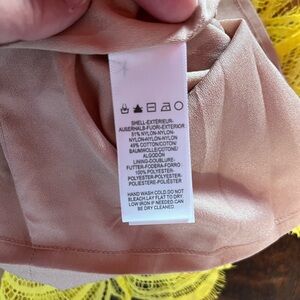 SHELL-EXTÉRIEUR-
AUßERHALB-FUORI-EXTERIOR
51% NYLON-NYLON-
NYLON-NYLON-NYLON
49% COTTON/COTON/
BAUMWOLLE/COTONE/
ALGODÓN
LINING-DOUBLURE-
FUTTER-FODERA-FORRO
100% POLYESTER-
POLYESTER-POLYESTER-
POLIESTERE-POLIÉSTER
HAND WASH COLD.DO NOT
BLEACH.LAY FLAT TO DRY.
LOW IRON IF NEEDED.CAN
BE DRY CLEANED.